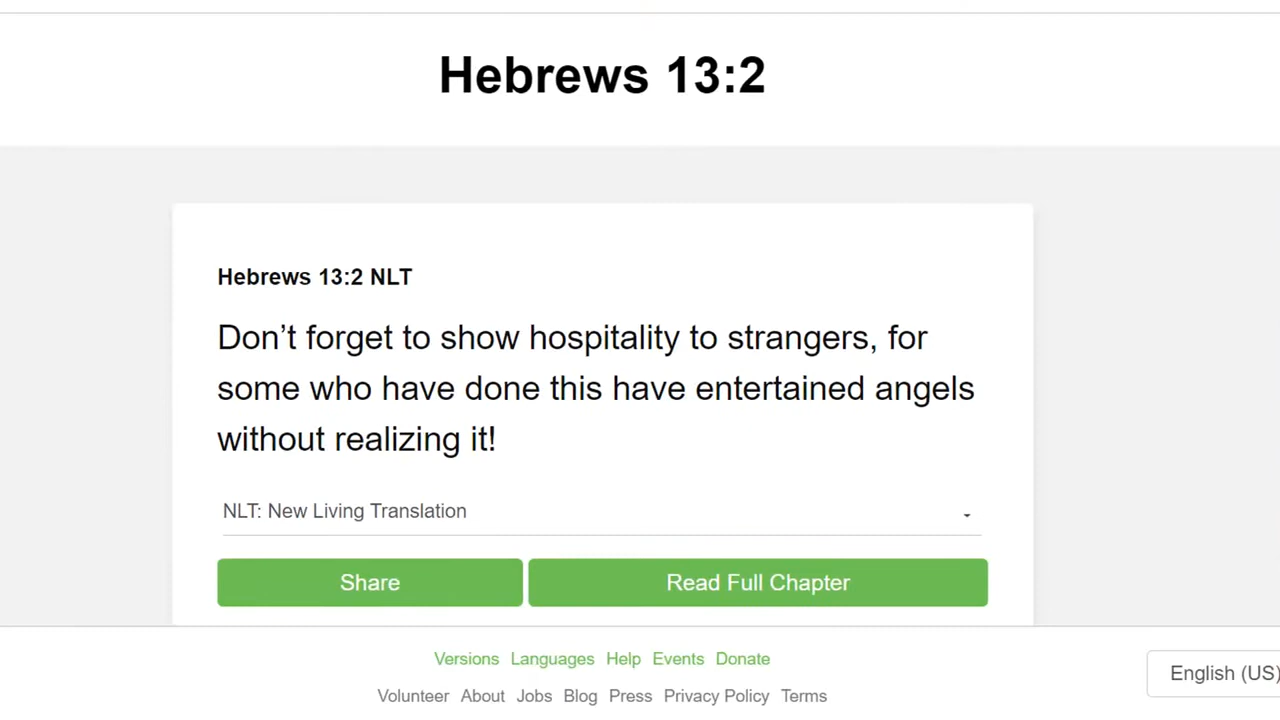 Hebrews 13:2
Hebrews 13:2 NLT
Don’t forget to show hospitality to strangers, for
some who have done this have entertained angels
without realizing it!
NLT: New Living Translation
Share Read Full Chapter
Versions Languages Help Events Donate
English (US)
Volunteer About Jobs Blog Press Privacy Policy Terms